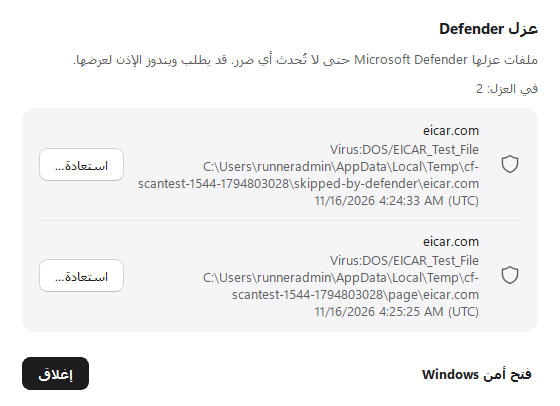 عزل Defender
ملفات عزلها Microsoft Defender حتى لا تُحدث أي ضرر. قد يطلب ويندوز الإذن لعرضها.
في العزل: 2
eicar.com
Virus:DOS/EICAR_Test_File
C:\Users\runneradmin\AppData\Local\Temp\cf-
scantest-1544-1794803028\skipped-by-defender\eicar.com
11/16/2026 4:24:33 AM (UTC)
استعادة...
eicar.com
Virus:DOS/EICAR_Test_File
C:\Users\runneradmin\AppData\Local\Temp\cf-
scantest-1544-1794803028\page\eicar.com
11/16/2026 4:25:25 AM (UTC)
استعادة...
فتح أمن Windows
إغلاق